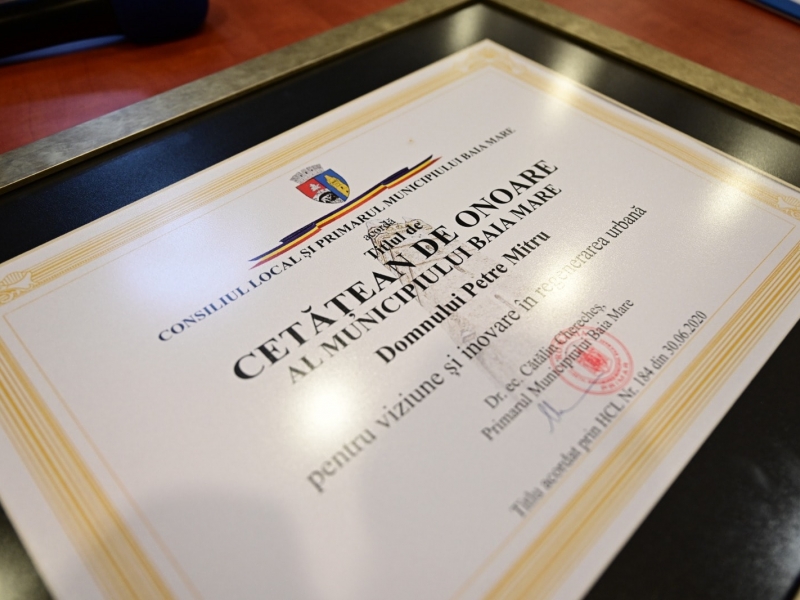 CONSILIUL LOCAL ȘI PRIMARUL MUNICIPIULUI BAIA MARE
acordă
Titlul de
CETĂȚEAN DE ONOARE
AL MUNICIPIULUI BAIA MARE
Domnului Petre Mitru
pentru viziune și inovare în regenerarea urbană
Dr. ec. Cătălin Cherecheș,
Primarul Municipiului Baia Mare
Titlu acordat prin HCL Nr. 184 din 30.06.2020